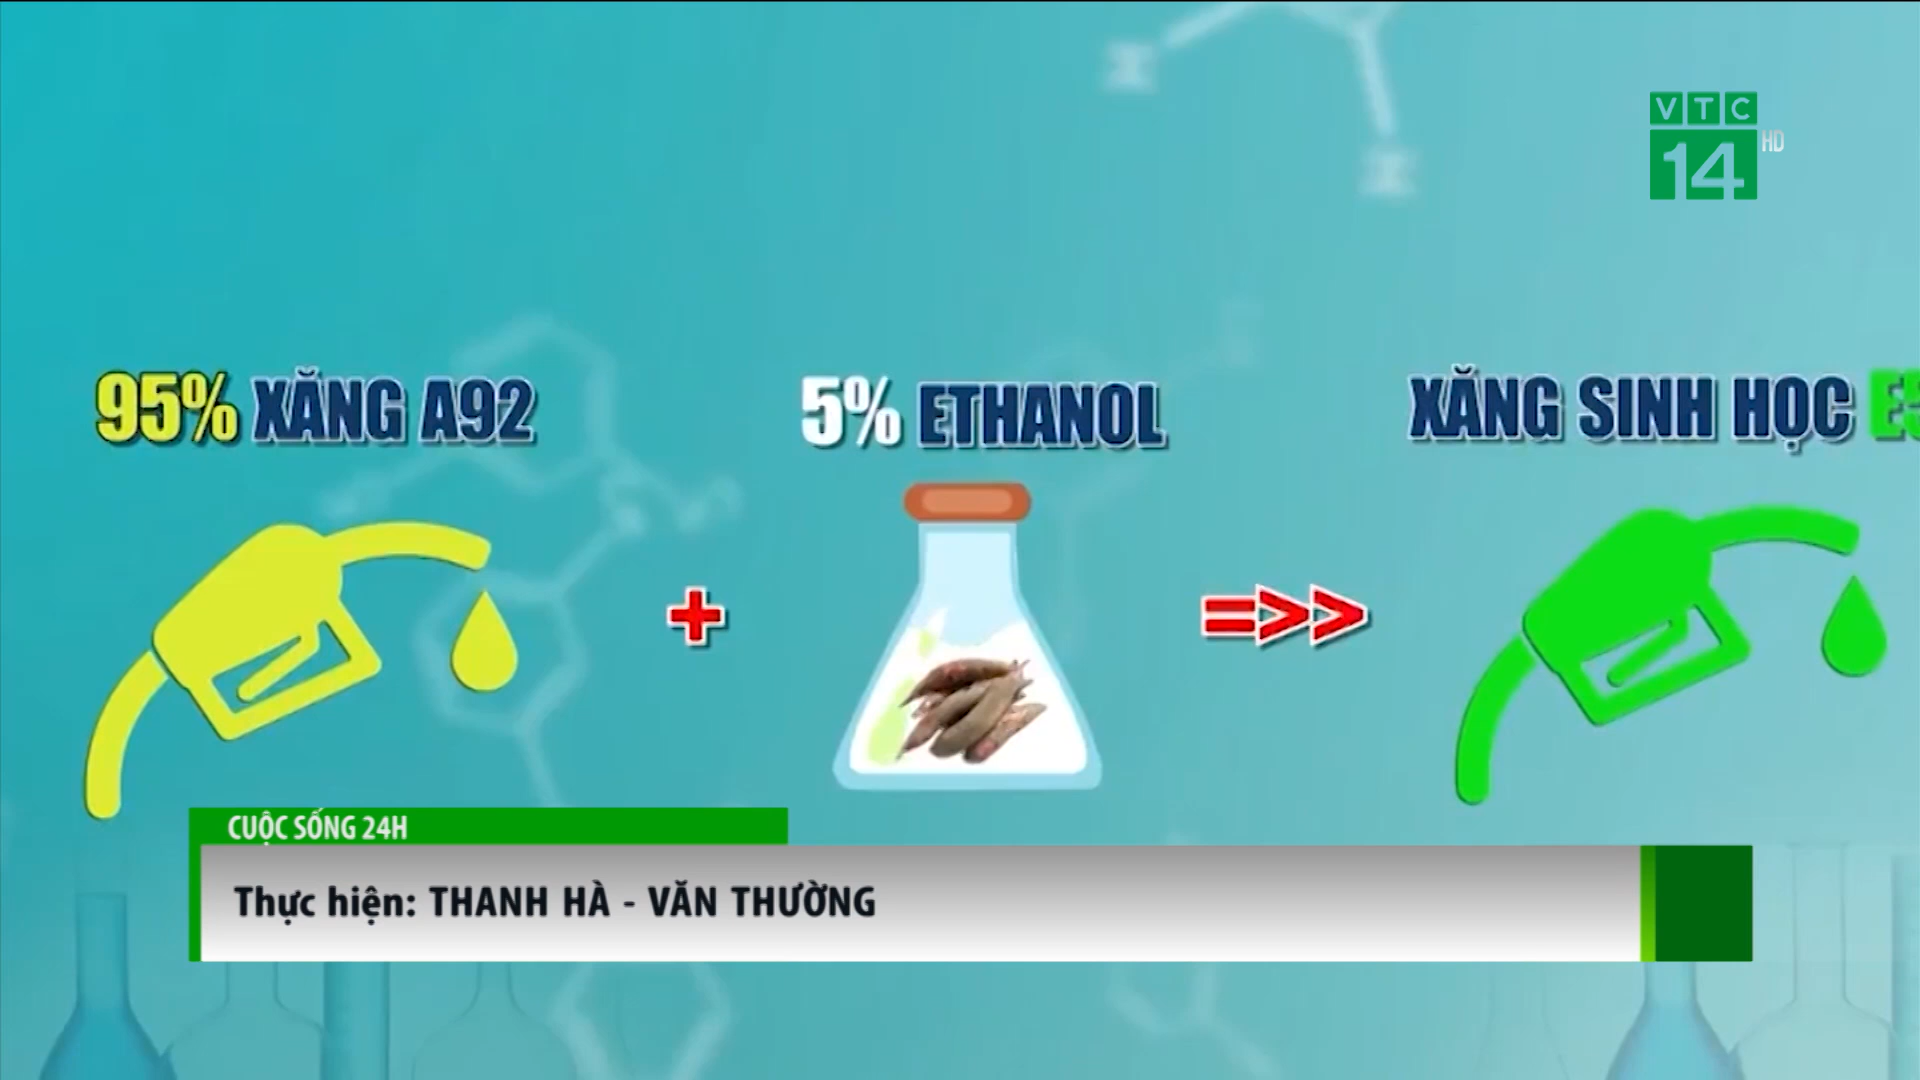 VTC
14 HD
95% XĂNG A92
5% ETHANOL
XĂNG SINH HỌC E5
+
=>>
CUỘC SỐNG 24H
Thực hiện: THANH HÀ - VĂN THƯỜNG